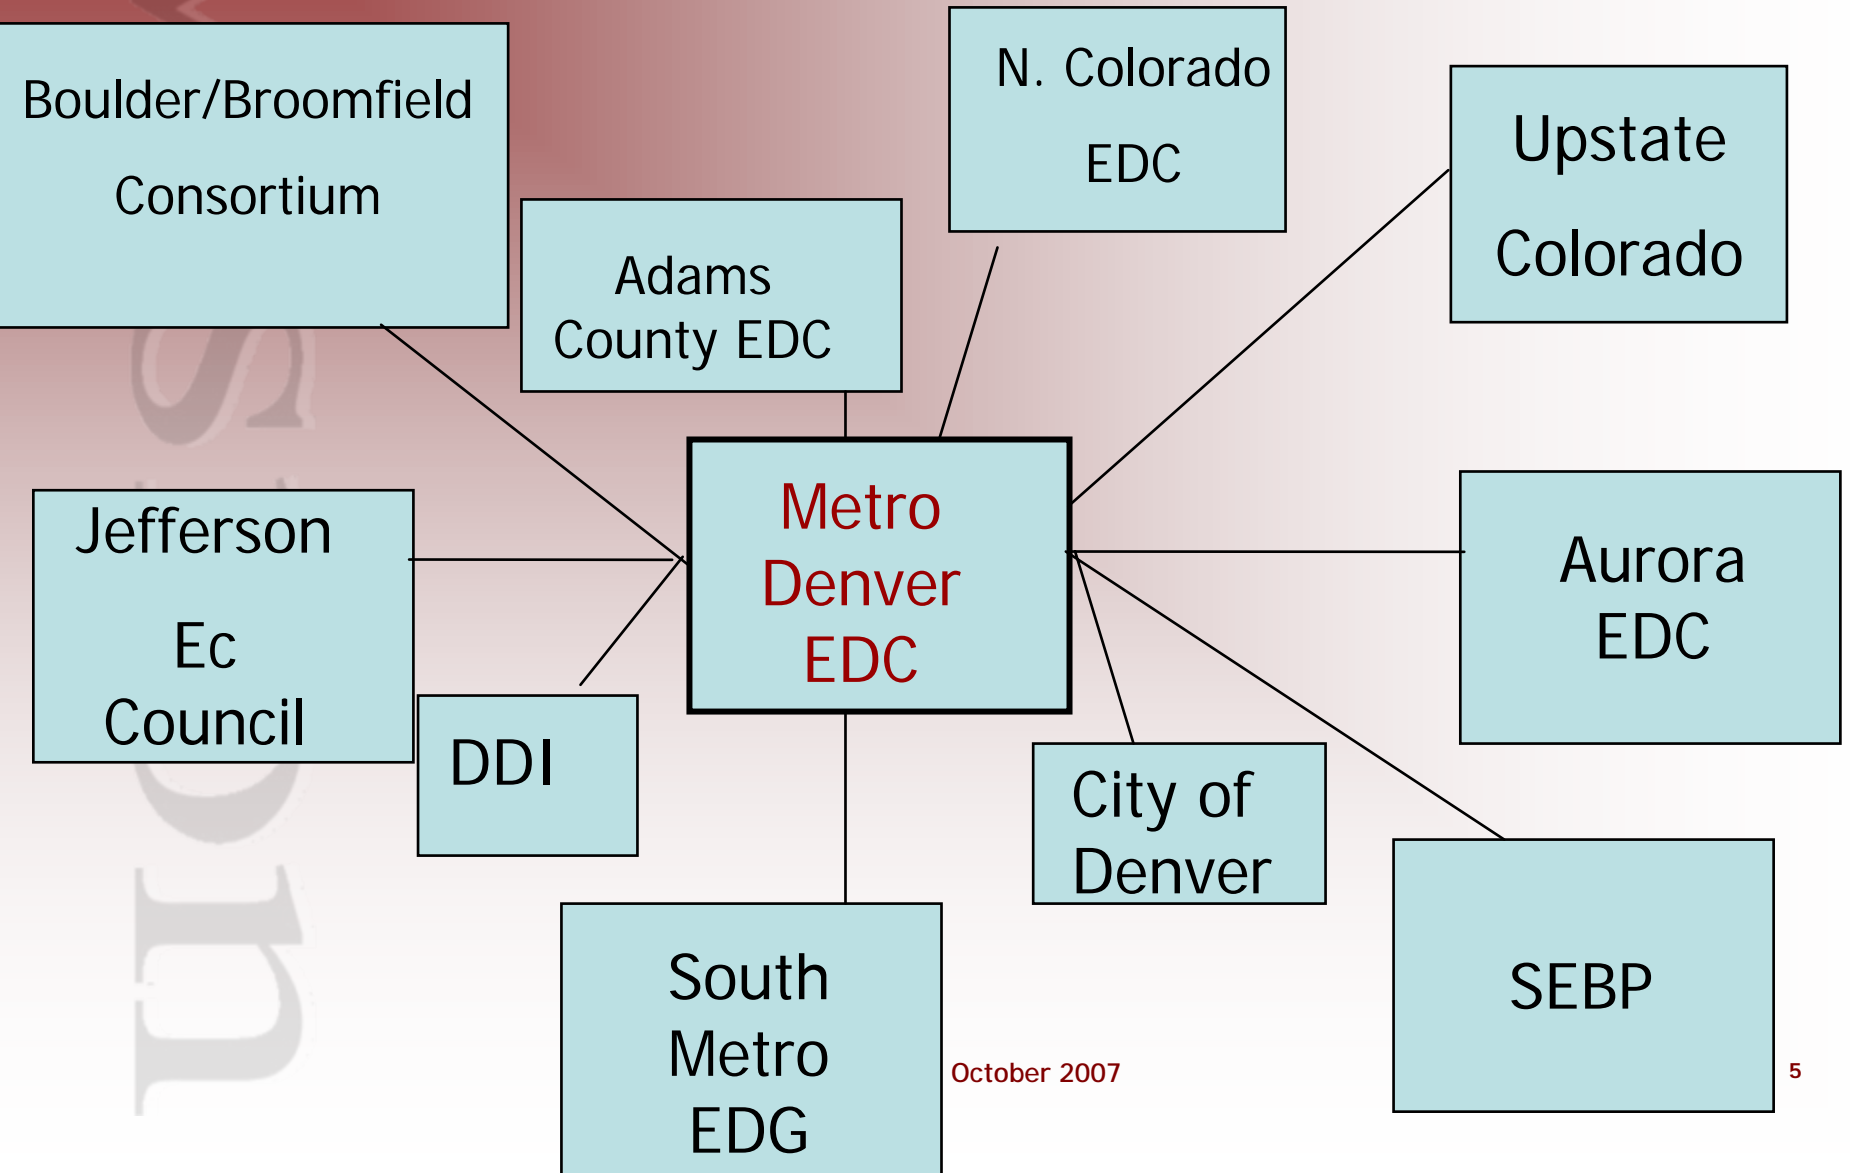 Boulder/Broomfield
Consortium
N. Colorado
EDC
Upstate
Colorado
Adams
County EDC
Metro
Denver
EDC
Jefferson
Ec
Council
Aurora
EDC
DDI
City of
Denver
South
Metro
EDG
SEBP
October 2007
5